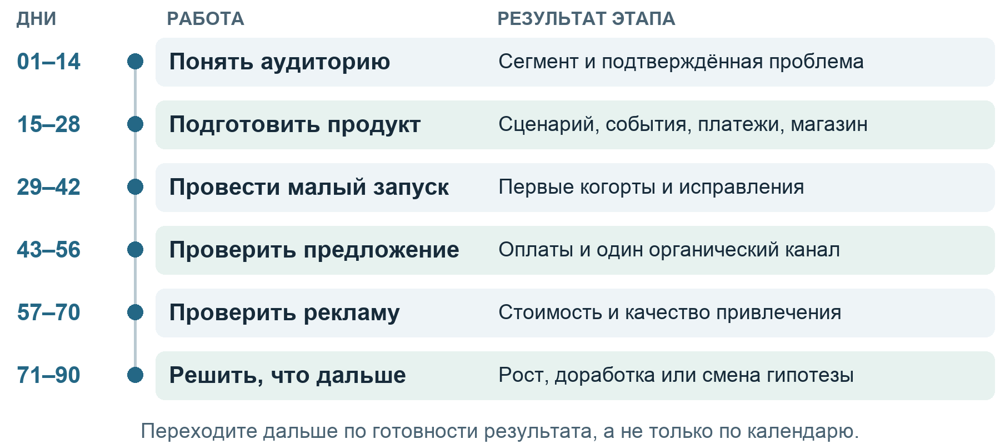 ДНИ РАБОТА РЕЗУЛЬТАТ ЭТАПА
01–14 Понять аудиторию Сегмент и подтверждённая проблема
15–28 Подготовить продукт Сценарий, события, платежи, магазин
29–42 Провести малый запуск Первые когорты и исправления
43–56 Проверить предложение Оплаты и один органический канал
57–70 Проверить рекламу Стоимость и качество привлечения
71–90 Решить, что дальше Рост, доработка или смена гипотезы
Переходите дальше по готовности результата, а не только по календарю.